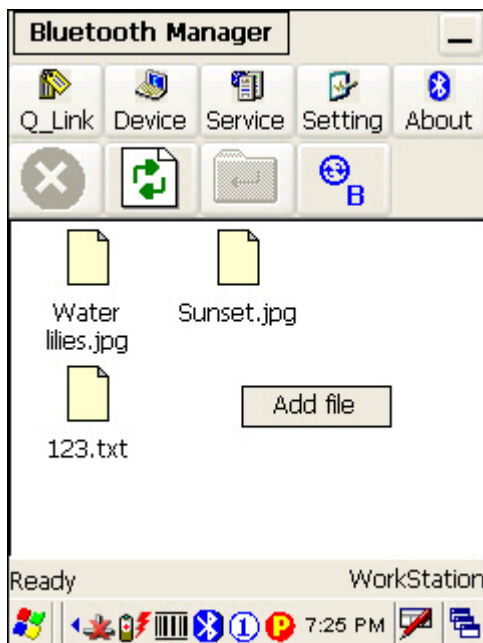 Bluetooth Manager
Q_Link Device Service Setting About
B
Water lilies.jpg
Sunset.jpg
123.txt
Add file
Ready WorkStation
1 P 7:25 PM